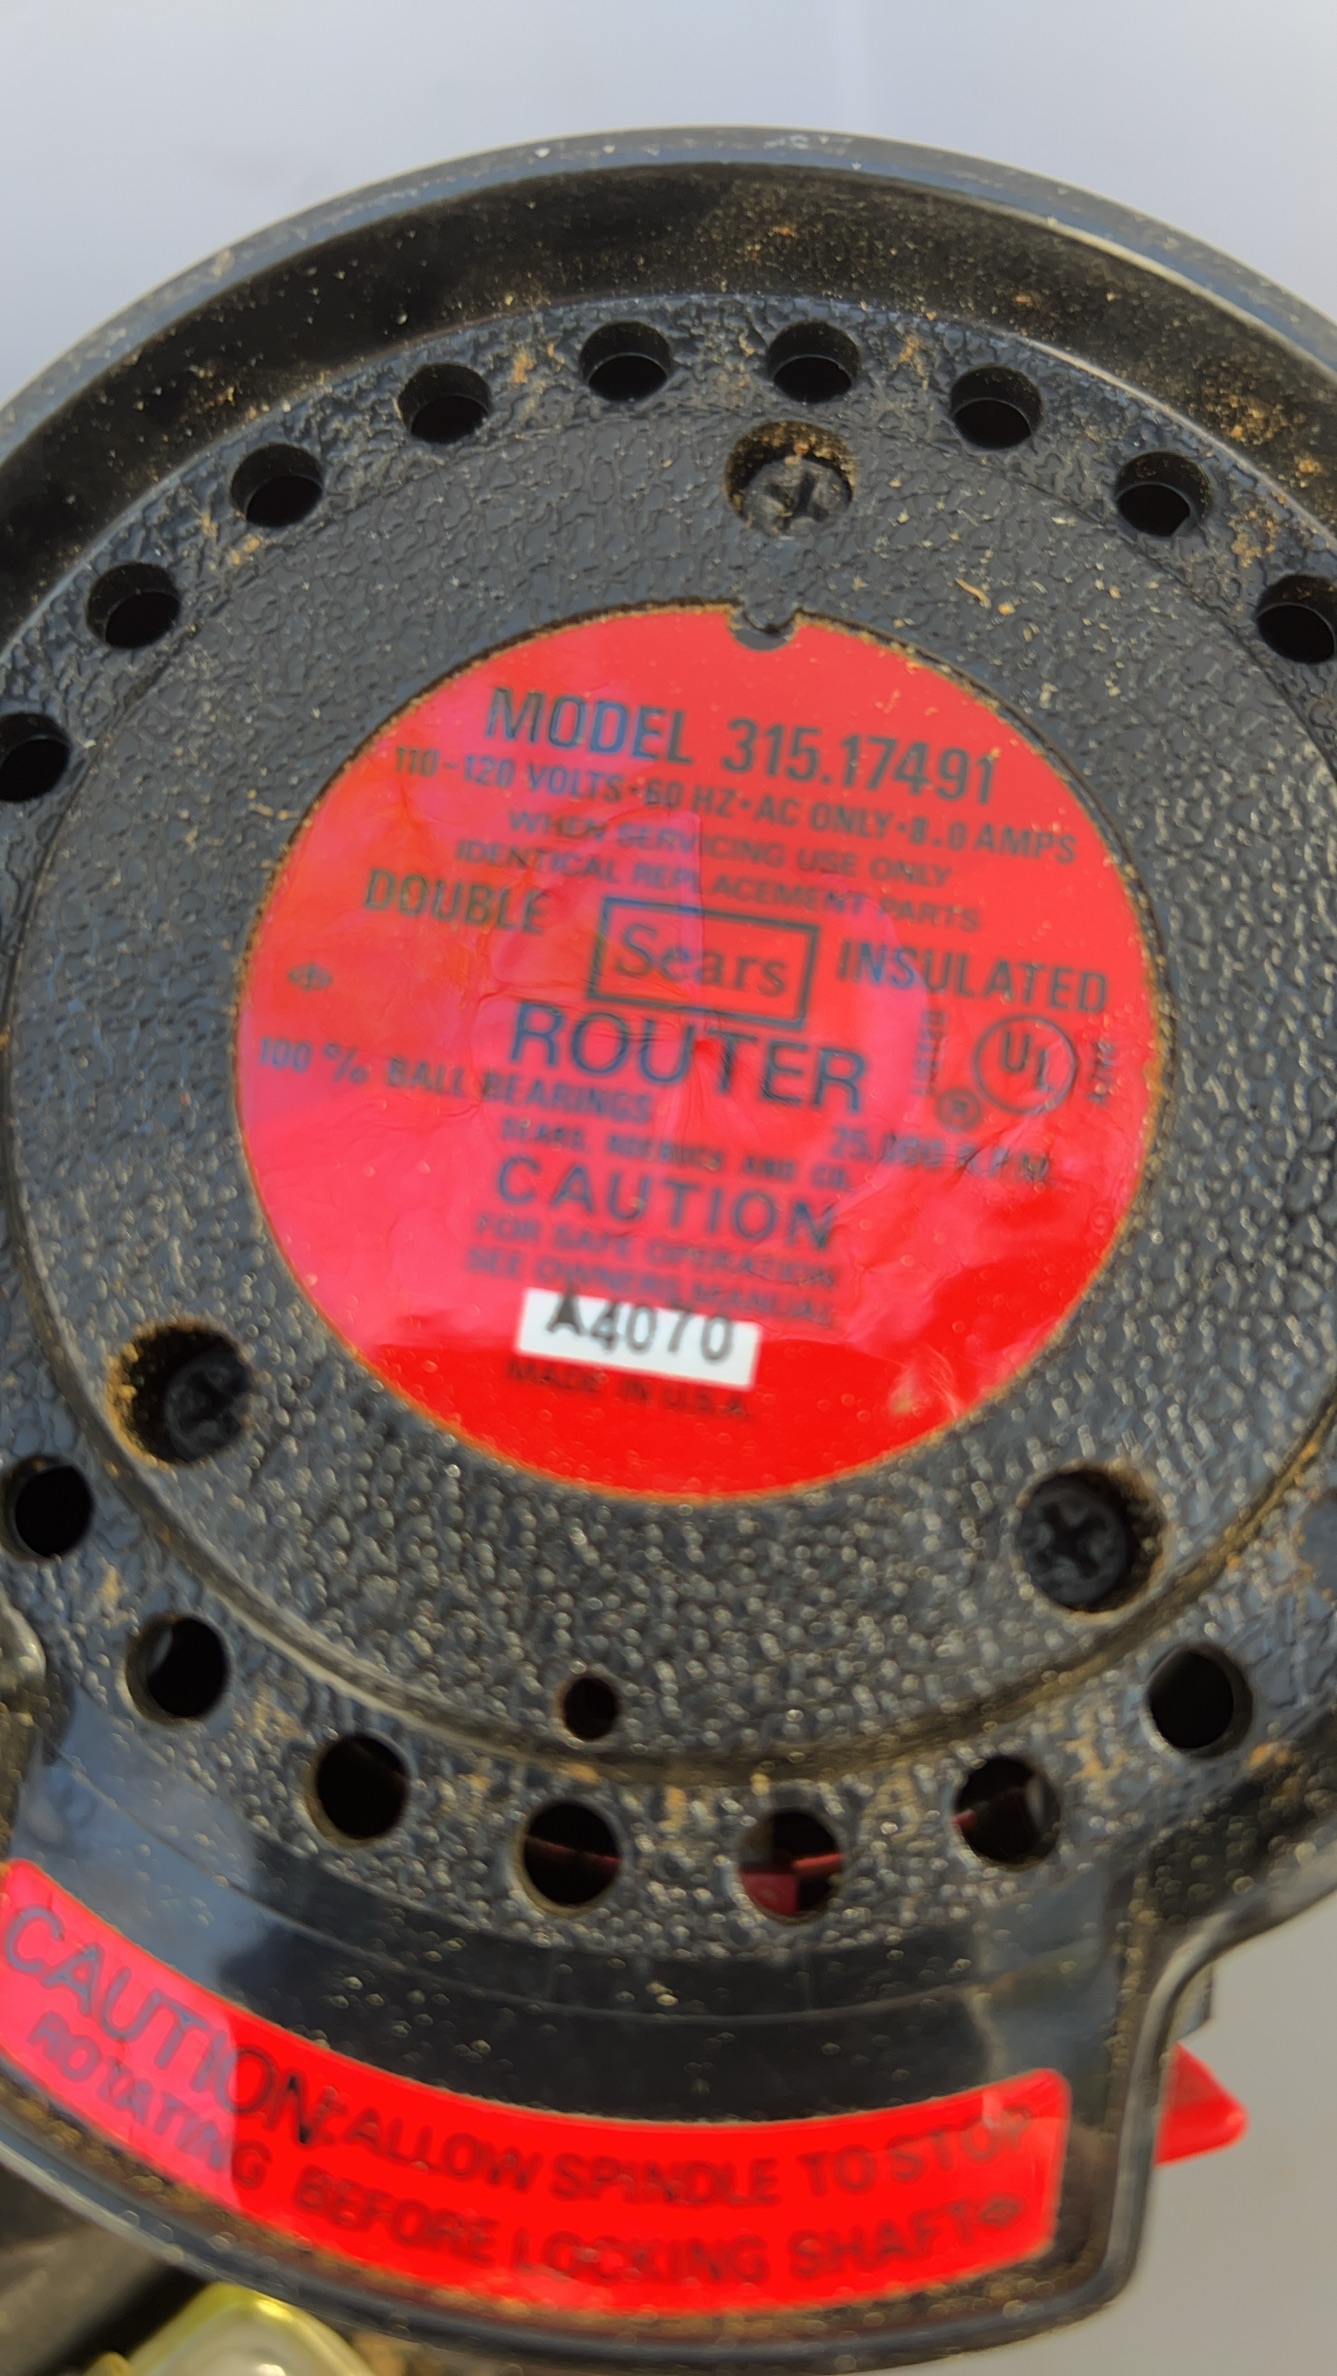 MODEL 315.17491
110-120 VOLTS•60 HZ•AC ONLY•8.0 AMPS
WHEN SERVICING USE ONLY
IDENTICAL REPLACEMENT PARTS
DOUBLE Sears INSULATED
ROUTER
LISTED UL ®
100 % BALL BEARINGS 25,000 R.P.M.
SEARS, ROEBUCK AND CO.
CAUTION
FOR SAFE OPERATION
SEE OWNERS MANUAL
A4070
MADE IN U.S.A.
CAUTION: ALLOW SPINDLE TO STOP
ROTATING BEFORE LOCKING SHAFT